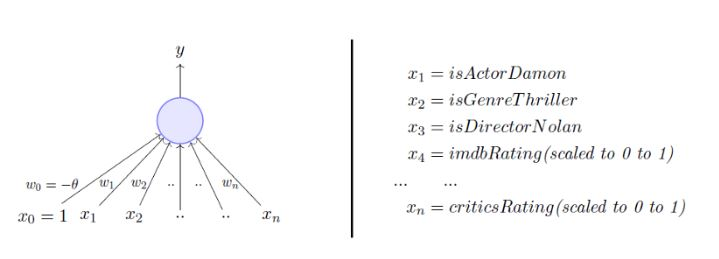 y
w₀ = −θ w₁ w₂ .. .. wₙ
x₀ = 1 x₁ x₂ .. .. xₙ
x₁ = isActorDamon
x₂ = isGenreThriller
x₃ = isDirectorNolan
x₄ = imdbRating(scaled to 0 to 1)
... ...
xₙ = criticsRating(scaled to 0 to 1)